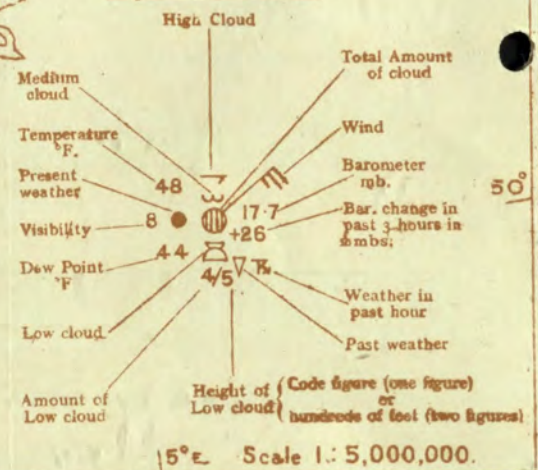 High Cloud
Medium
cloud
Total Amount
of cloud
Temperature
°F.
Wind
Present
weather
48
Barometer
mb.
50°
Visibility
8
17.7
+26
Bar. change in
past 3 hours in
mbs.
Dew Point
°F
44
4/5
Weather in
past hour
Low cloud
Past weather
Amount of
Low cloud
Height of
Low cloud
Code figure (one figure)
or
hundreds of feet (two figures)
15°E Scale 1: 5,000,000.